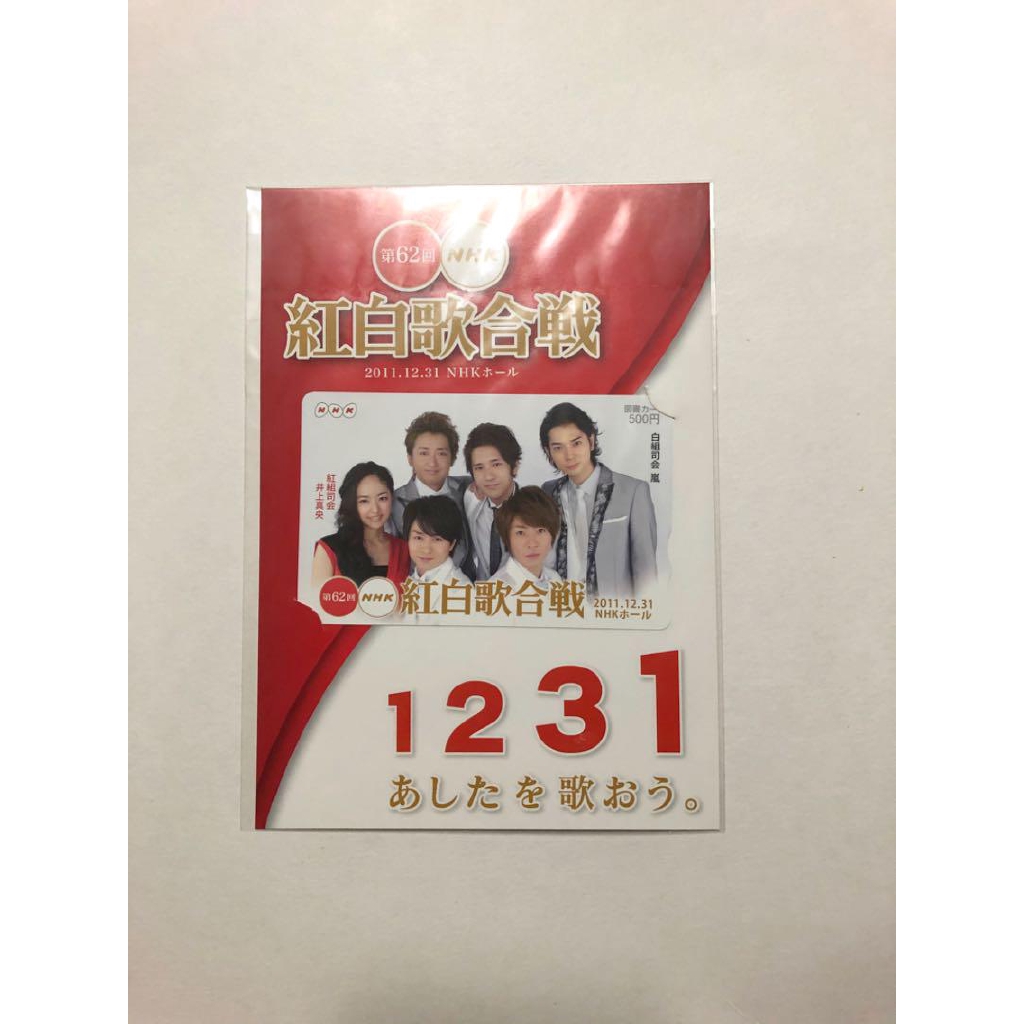 第62回 NHK
紅白歌合戦
2011.12.31 NHKホール
NHK
図書カード
500円
白組司会 嵐
紅組司会
井上真央
第62回 NHK 紅白歌合戦 2011.12.31
NHKホール
1231
あしたを歌おう。